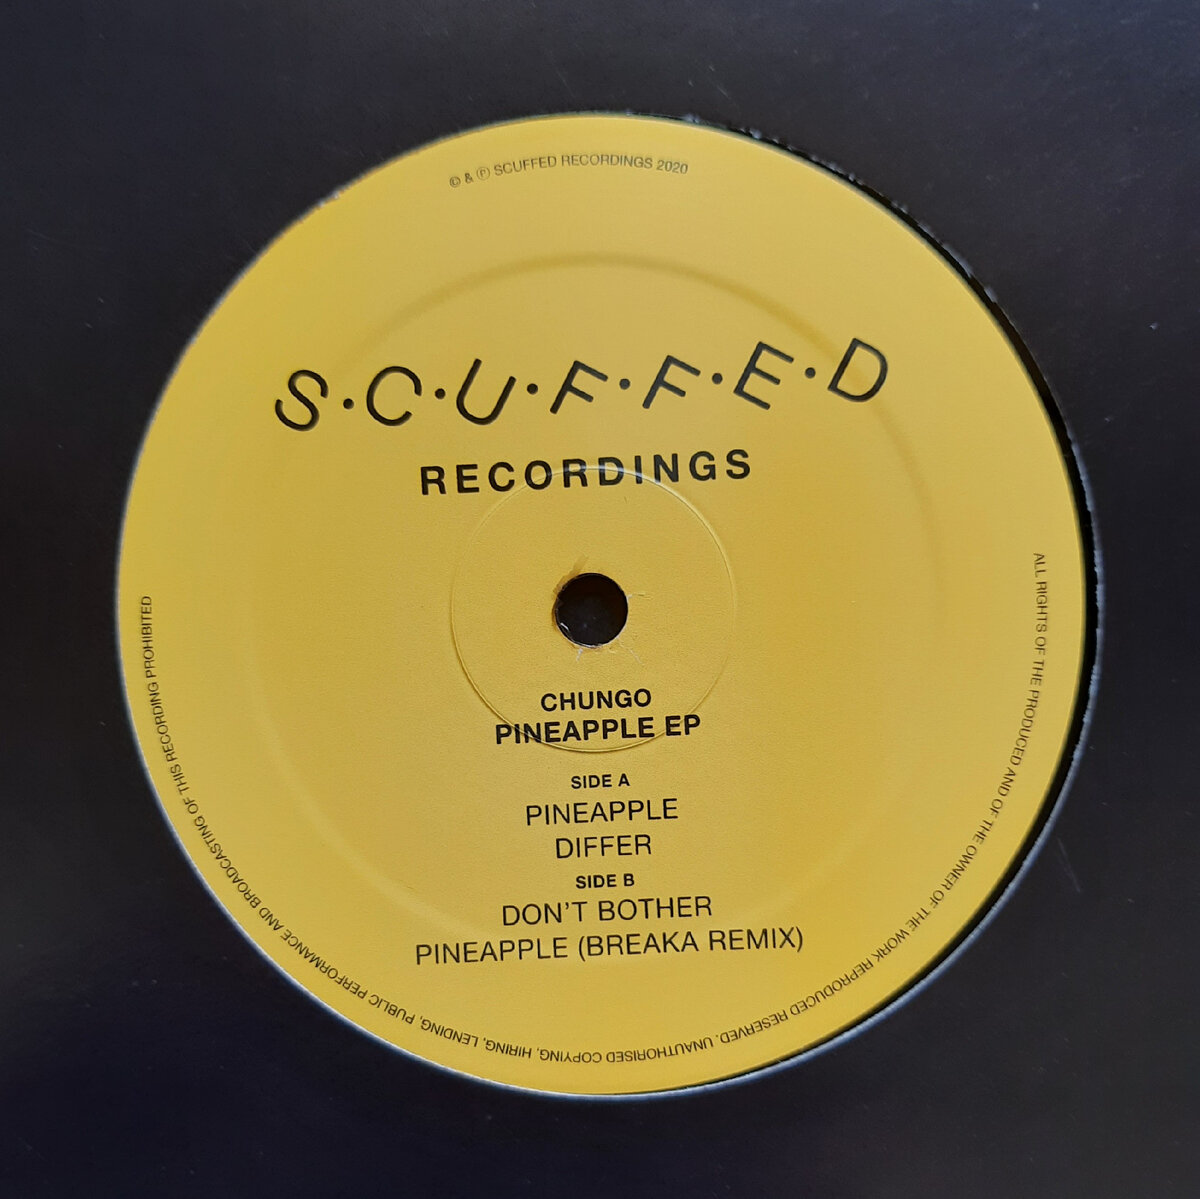 © & ℗ SCUFFED RECORDINGS 2020
S·C·U·F·F·E·D
RECORDINGS
CHUNGO
PINEAPPLE EP
SIDE A
PINEAPPLE
DIFFER
SIDE B
DON'T BOTHER
PINEAPPLE (BREAKA REMIX)
ALL RIGHTS OF THE PRODUCED AND OF THE OWNER OF THE WORK REPRODUCED RESERVED. UNAUTHORISED COPYING, HIRING, LENDING, PUBLIC PERFORMANCE AND BROADCASTING OF THIS RECORDING PROHIBITED